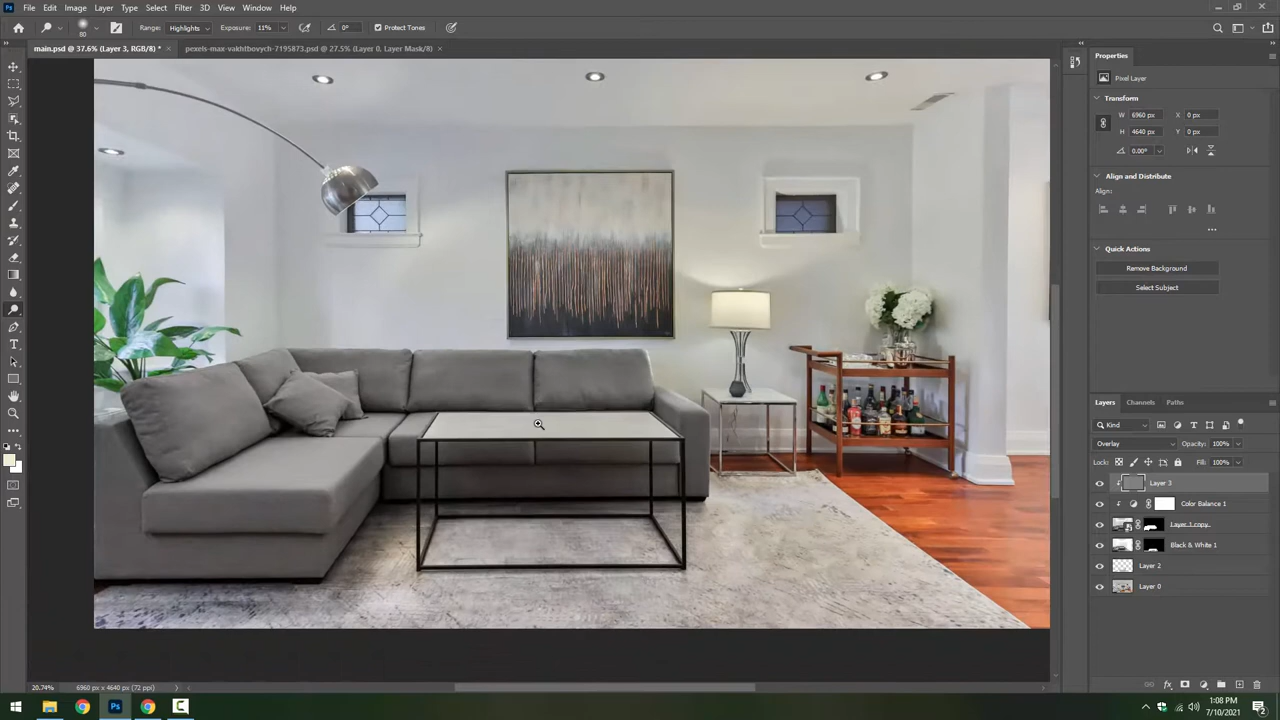 File Edit Image Layer Type Select Filter 3D View Window Help
80 Range: Highlights Exposure: 11% 0° Protect Tones
main.psd @ 37.6% (Layer 3, RGB/8) * × pexels-max-vakhtbovych-7195873.psd @ 27.5% (Layer 0, Layer Mask/8) ×
Properties
Pixel Layer
Transform
W 6960 px X 0 px
H 4640 px Y 0 px
0.00°
Align and Distribute
Align:
Quick Actions
Remove Background
Select Subject
Layers Channels Paths
Kind
Overlay Opacity: 100%
Lock: Fill: 100%
Layer 3
Color Balance 1
Layer 1 copy
Black & White 1
Layer 2
Layer 0
20.74% 6960 px x 4640 px (72 ppi)
1:08 PM
7/10/2021